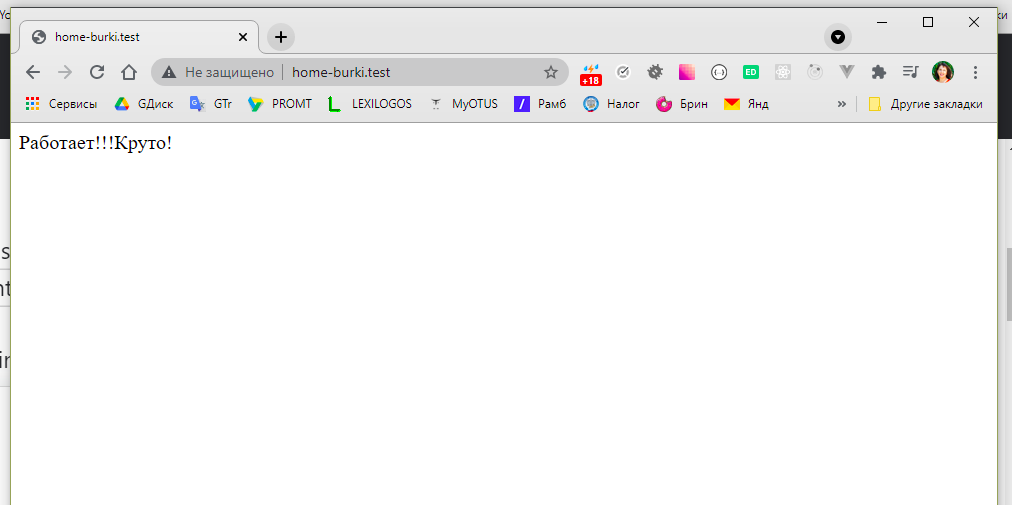 home-burki.test
Не защищено home-burki.test
+18
ED
Сервисы GДиск GTr PROMT LEXILOGOS MyOTUS Рамб Налог Брин Янд » Другие закладки
Работает!!!Круто!